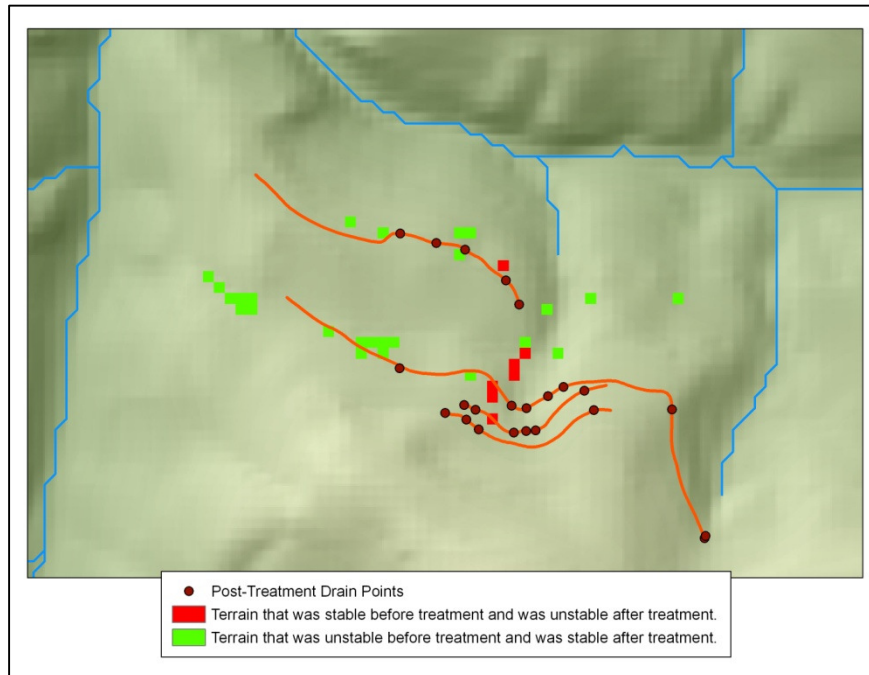 Post-Treatment Drain Points
Terrain that was stable before treatment and was unstable after treatment.
Terrain that was unstable before treatment and was stable after treatment.